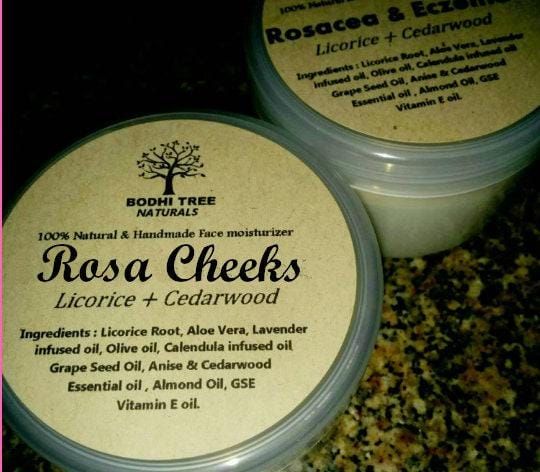 100% Natural
Rosacea & Eczema
Licorice + Cedarwood
Ingredients : Licorice Root, Aloe Vera, Lavender
infused oil, Olive oil, Calendula infused oil
Grape Seed Oil, Anise & Cedarwood
Essential oil , Almond Oil, GSE
Vitamin E oil.
BODHI TREE
NATURALS
100% Natural & Handmade Face moisturizer
Rosa Cheeks
Licorice + Cedarwood
Ingredients : Licorice Root, Aloe Vera, Lavender
infused oil, Olive oil, Calendula infused oil
Grape Seed Oil, Anise & Cedarwood
Essential oil , Almond Oil, GSE
Vitamin E oil.